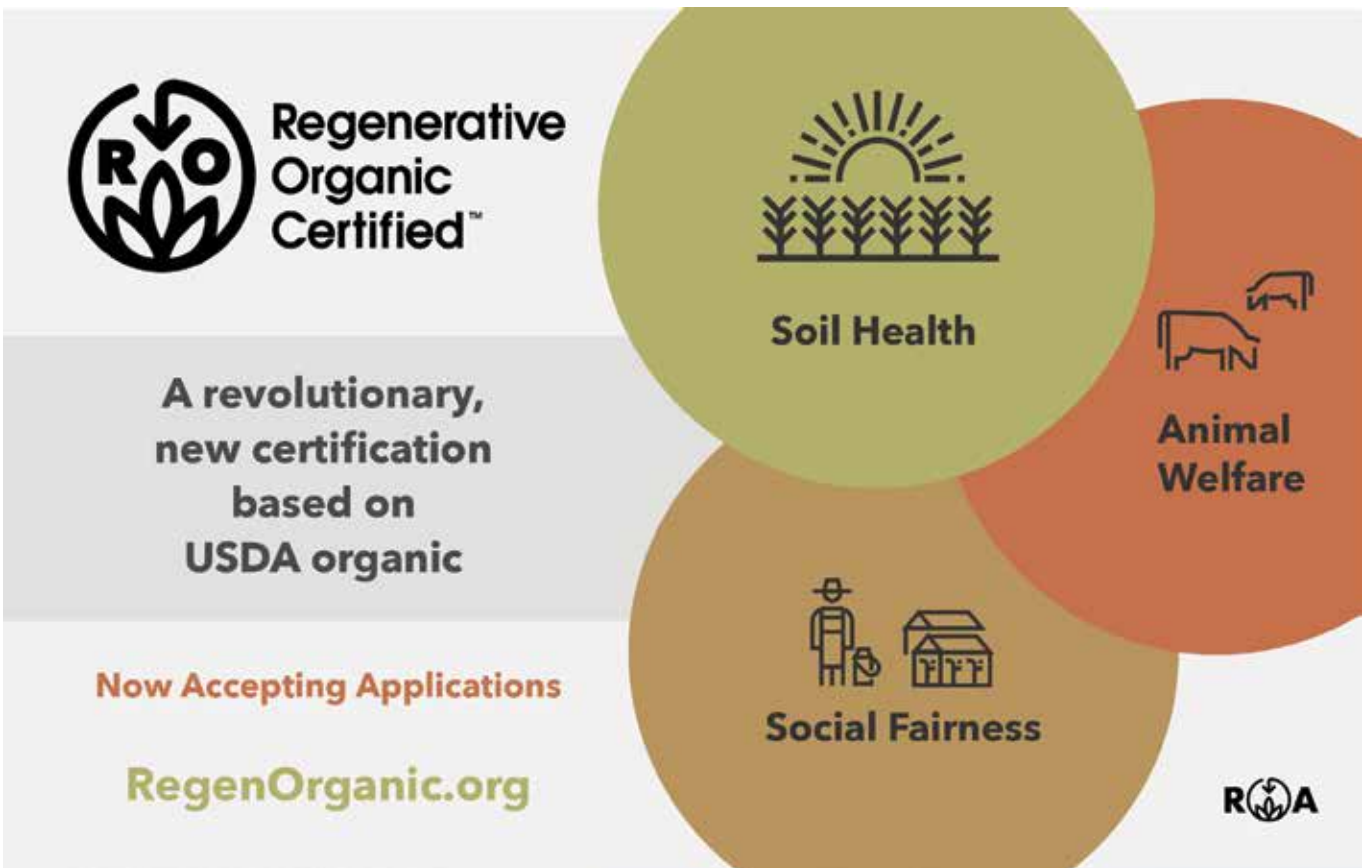 RO
Regenerative
Organic
Certified™
A revolutionary,
new certification
based on
USDA organic
Now Accepting Applications
RegenOrganic.org
Soil Health
Animal
Welfare
Social Fairness
R A